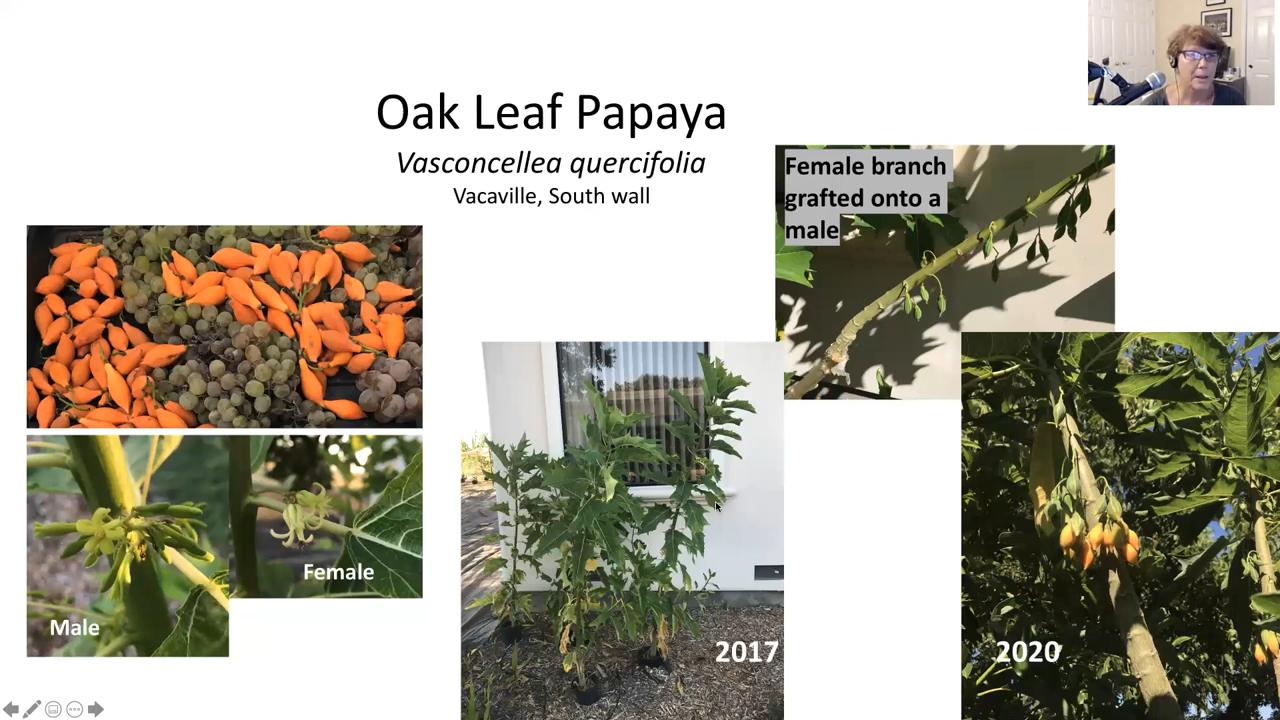 Oak Leaf Papaya
Vasconcellea quercifolia
Vacaville, South wall
Female branch
grafted onto a
male
Female
Male
2017
2020